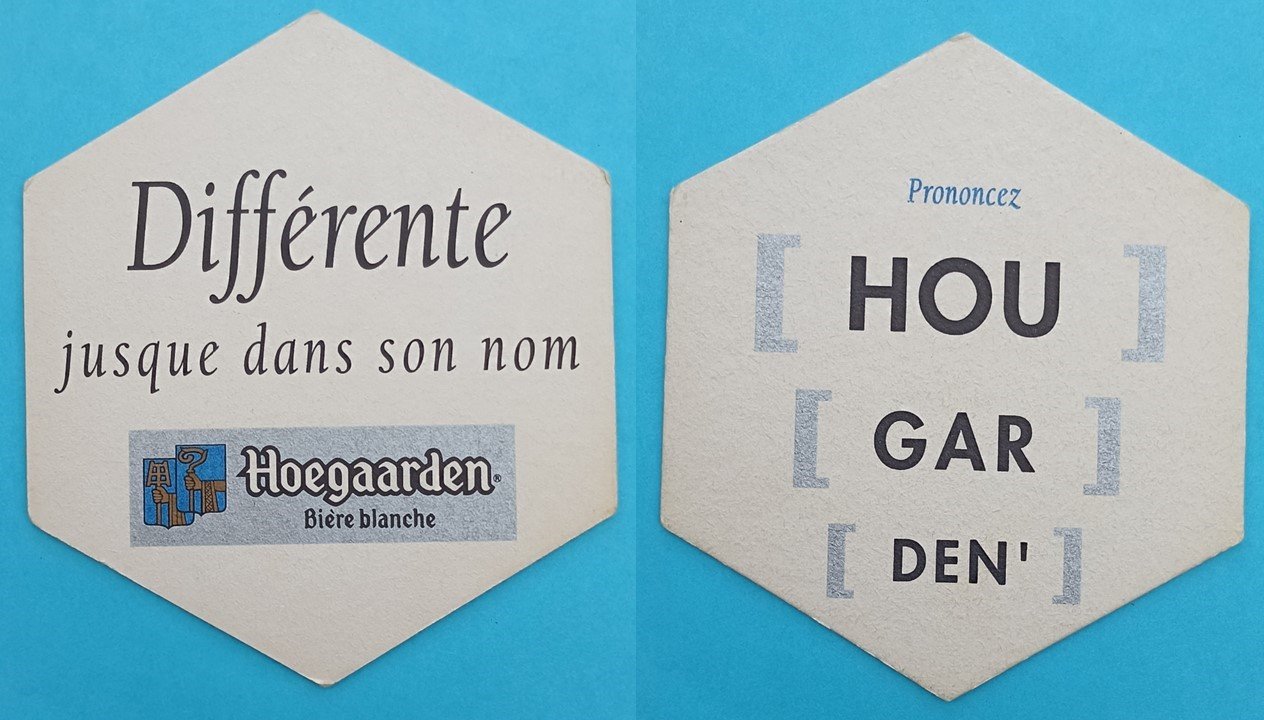 Différente
jusque dans son nom
Hoegaarden®
Bière blanche
Prononcez
[ HOU ]
[ GAR ]
[ DEN' ]